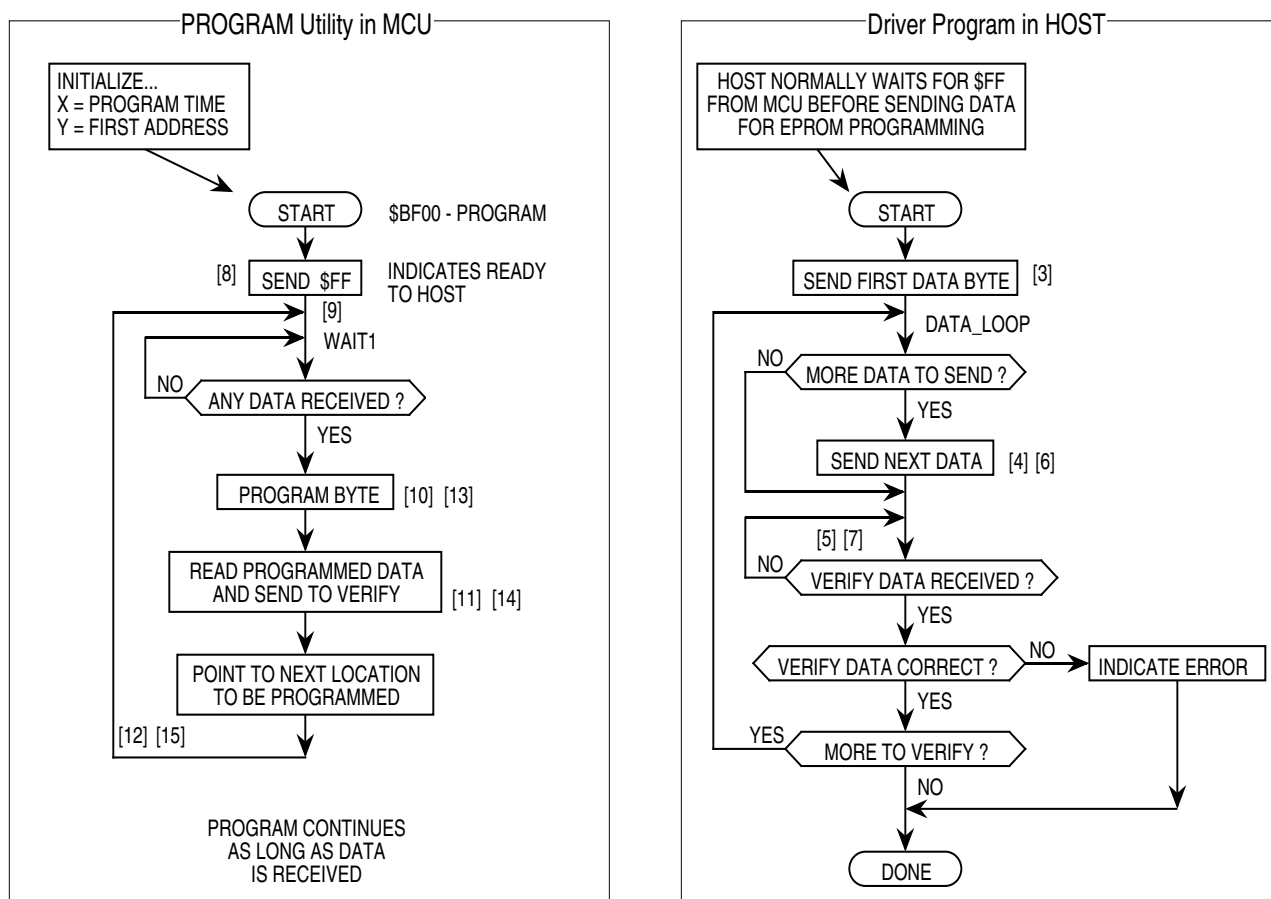 PROGRAM Utility in MCU
INITIALIZE...
X = PROGRAM TIME
Y = FIRST ADDRESS
START
$BF00 - PROGRAM
[8]
SEND $FF
INDICATES READY
TO HOST
[9]
WAIT1
NO
ANY DATA RECEIVED ?
YES
PROGRAM BYTE
[10] [13]
READ PROGRAMMED DATA
AND SEND TO VERIFY
[11] [14]
POINT TO NEXT LOCATION
TO BE PROGRAMMED
[12] [15]
PROGRAM CONTINUES
AS LONG AS DATA
IS RECEIVED
Driver Program in HOST
HOST NORMALLY WAITS FOR $FF
FROM MCU BEFORE SENDING DATA
FOR EPROM PROGRAMMING
START
SEND FIRST DATA BYTE
[3]
DATA_LOOP
NO
MORE DATA TO SEND ?
YES
SEND NEXT DATA
[4] [6]
[5] [7]
NO
VERIFY DATA RECEIVED ?
YES
VERIFY DATA CORRECT ?
NO
INDICATE ERROR
YES
YES
MORE TO VERIFY ?
NO
DONE